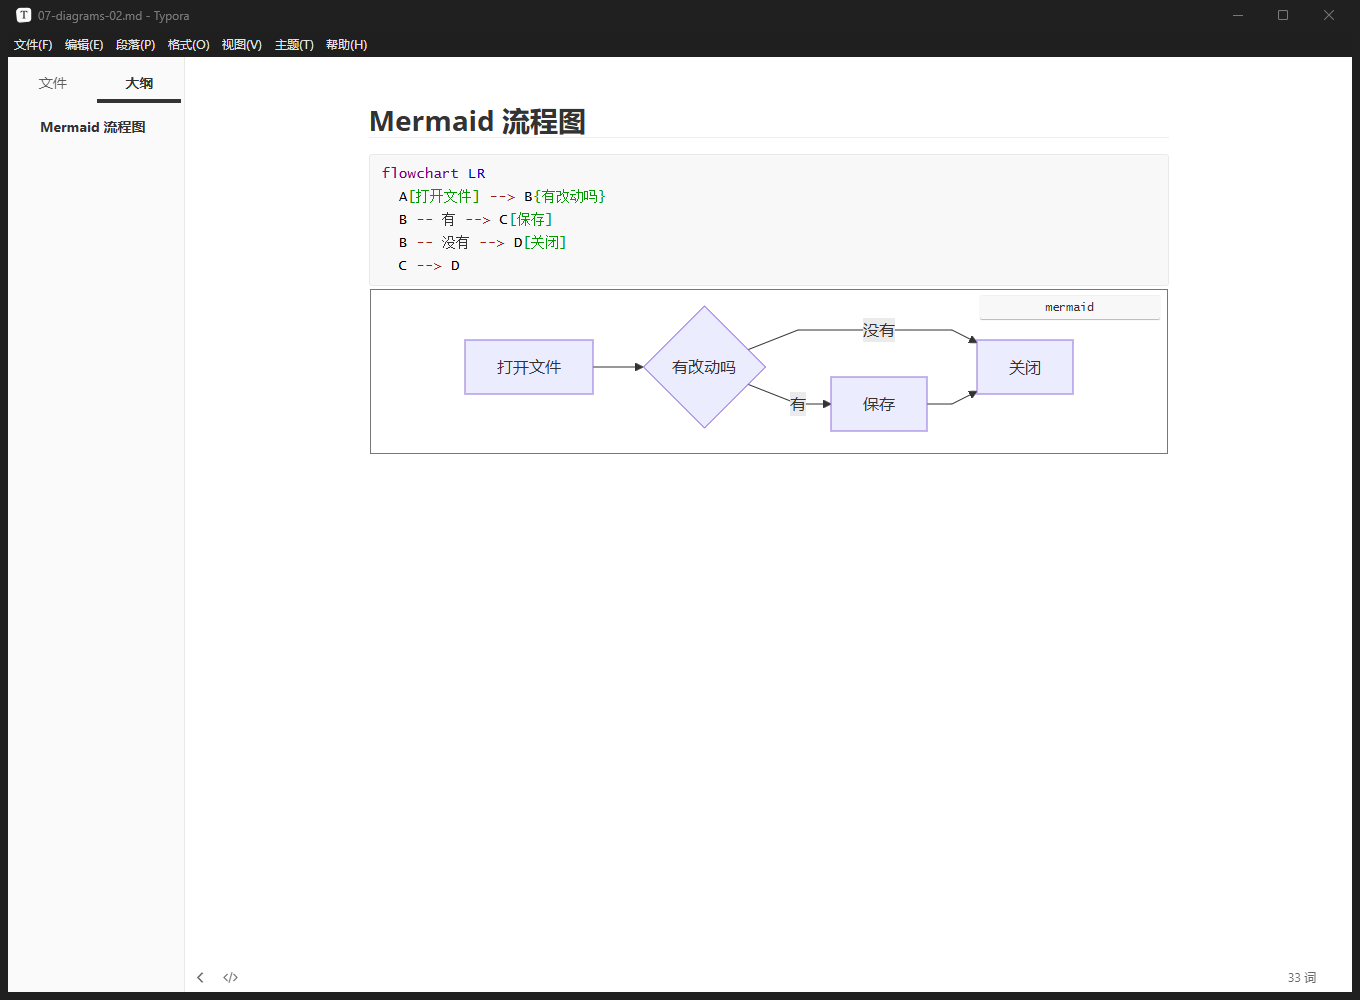 07-diagrams-02.md - Typora
文件(F) 编辑(E) 段落(P) 格式(O) 视图(V) 主题(T) 帮助(H)
文件 大纲
Mermaid 流程图
Mermaid 流程图
flowchart LR
A[打开文件] --> B{有改动吗}
B -- 有 --> C[保存]
B -- 没有 --> D[关闭]
C --> D
mermaid
没有
打开文件 有改动吗 关闭
有 保存
</> 33 词